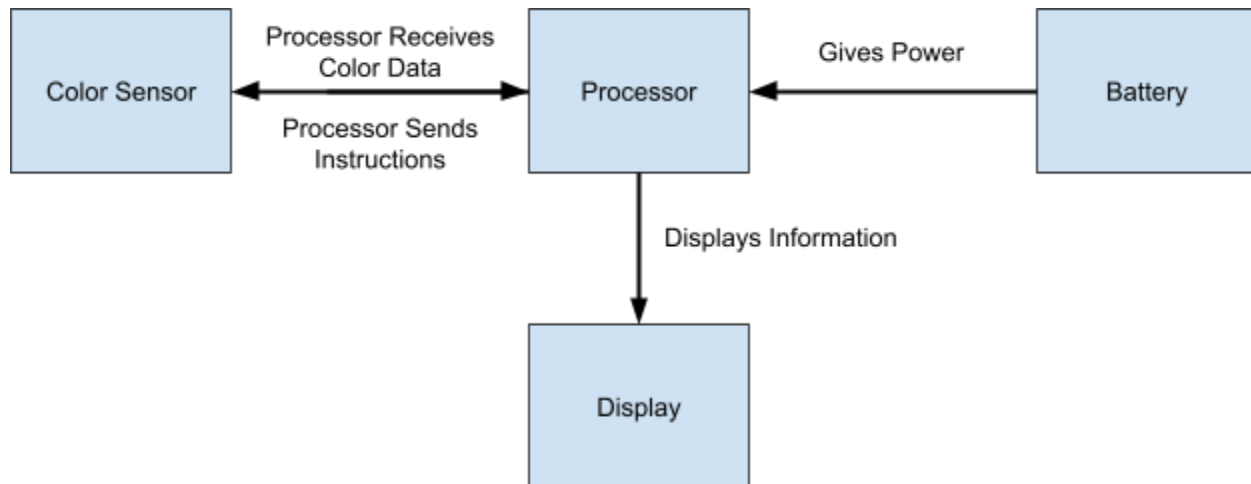 Color Sensor
Processor Receives
Color Data
Processor Sends
Instructions
Processor
Gives Power
Battery
Displays Information
Display